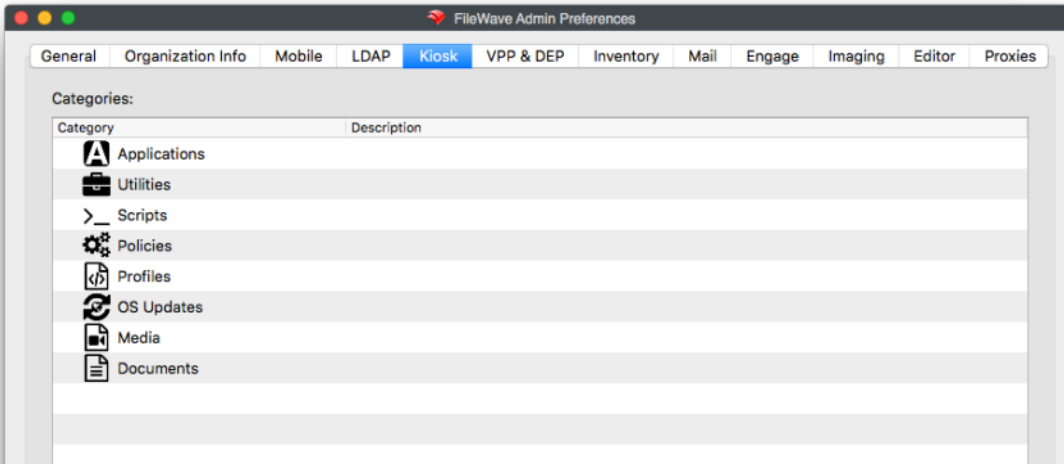 FileWave Admin Preferences
General Organization Info Mobile LDAP Kiosk VPP & DEP Inventory Mail Engage Imaging Editor Proxies
Categories:
Category Description
Applications
Utilities
Scripts
Policies
Profiles
OS Updates
Media
Documents